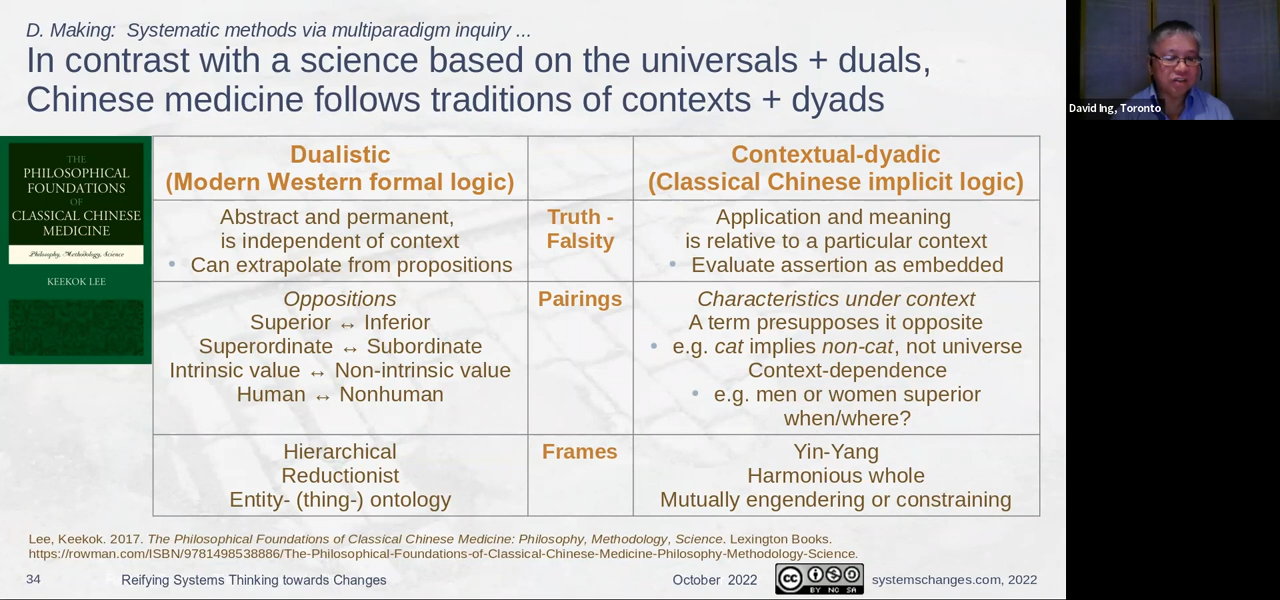 D. Making: Systematic methods via multiparadigm inquiry ...
In contrast with a science based on the universals + duals,
Chinese medicine follows traditions of contexts + dyads
David Ing, Toronto
THE
PHILOSOPHICAL
FOUNDATIONS
OF
CLASSICAL CHINESE
MEDICINE
Philosophy, Methodology, Science
KEEKOK LEE
Dualistic
(Modern Western formal logic)
Contextual-dyadic
(Classical Chinese implicit logic)
Abstract and permanent,
is independent of context
• Can extrapolate from propositions
Truth -
Falsity
Application and meaning
is relative to a particular context
• Evaluate assertion as embedded
Oppositions
Superior ↔ Inferior
Superordinate ↔ Subordinate
Intrinsic value ↔ Non-intrinsic value
Human ↔ Nonhuman
Pairings
Characteristics under context
A term presupposes it opposite
• e.g. cat implies non-cat, not universe
Context-dependence
• e.g. men or women superior
when/where?
Hierarchical
Reductionist
Entity- (thing-) ontology
Frames
Yin-Yang
Harmonious whole
Mutually engendering or constraining
Lee, Keekok. 2017. The Philosophical Foundations of Classical Chinese Medicine: Philosophy, Methodology, Science. Lexington Books.
https://rowman.com/ISBN/9781498538886/The-Philosophical-Foundations-of-Classical-Chinese-Medicine-Philosophy-Methodology-Science.
34
Reifying Systems Thinking towards Changes
October 2022
cc
BY NC SA
systemschanges.com, 2022